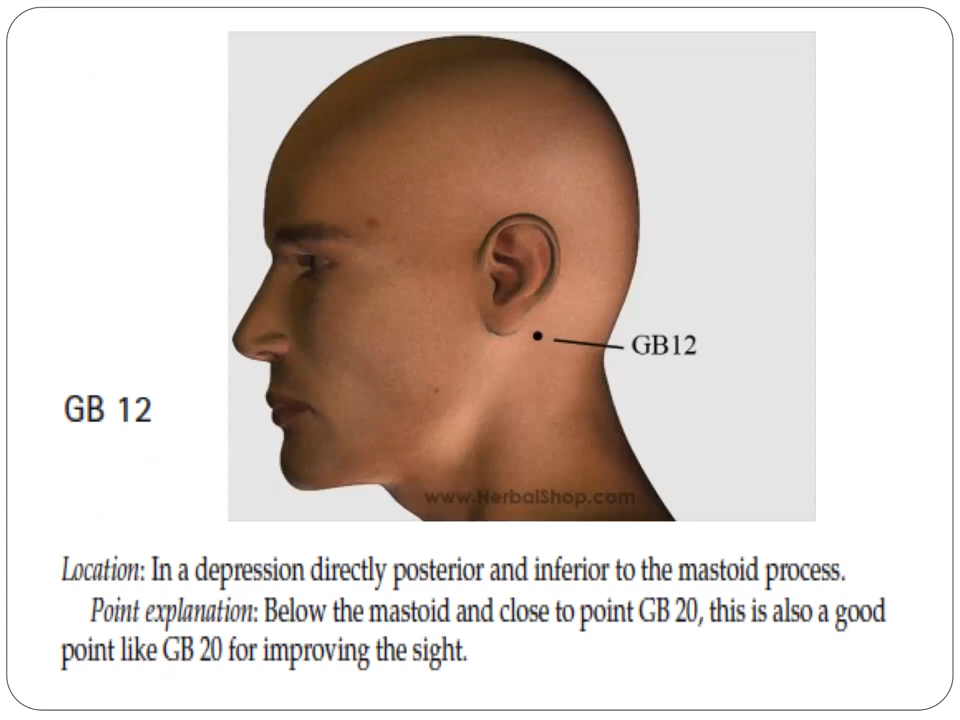 GB12
GB 12
www.HerbalShop.com
Location: In a depression directly posterior and inferior to the mastoid process.
Point explanation: Below the mastoid and close to point GB 20, this is also a good
point like GB 20 for improving the sight.